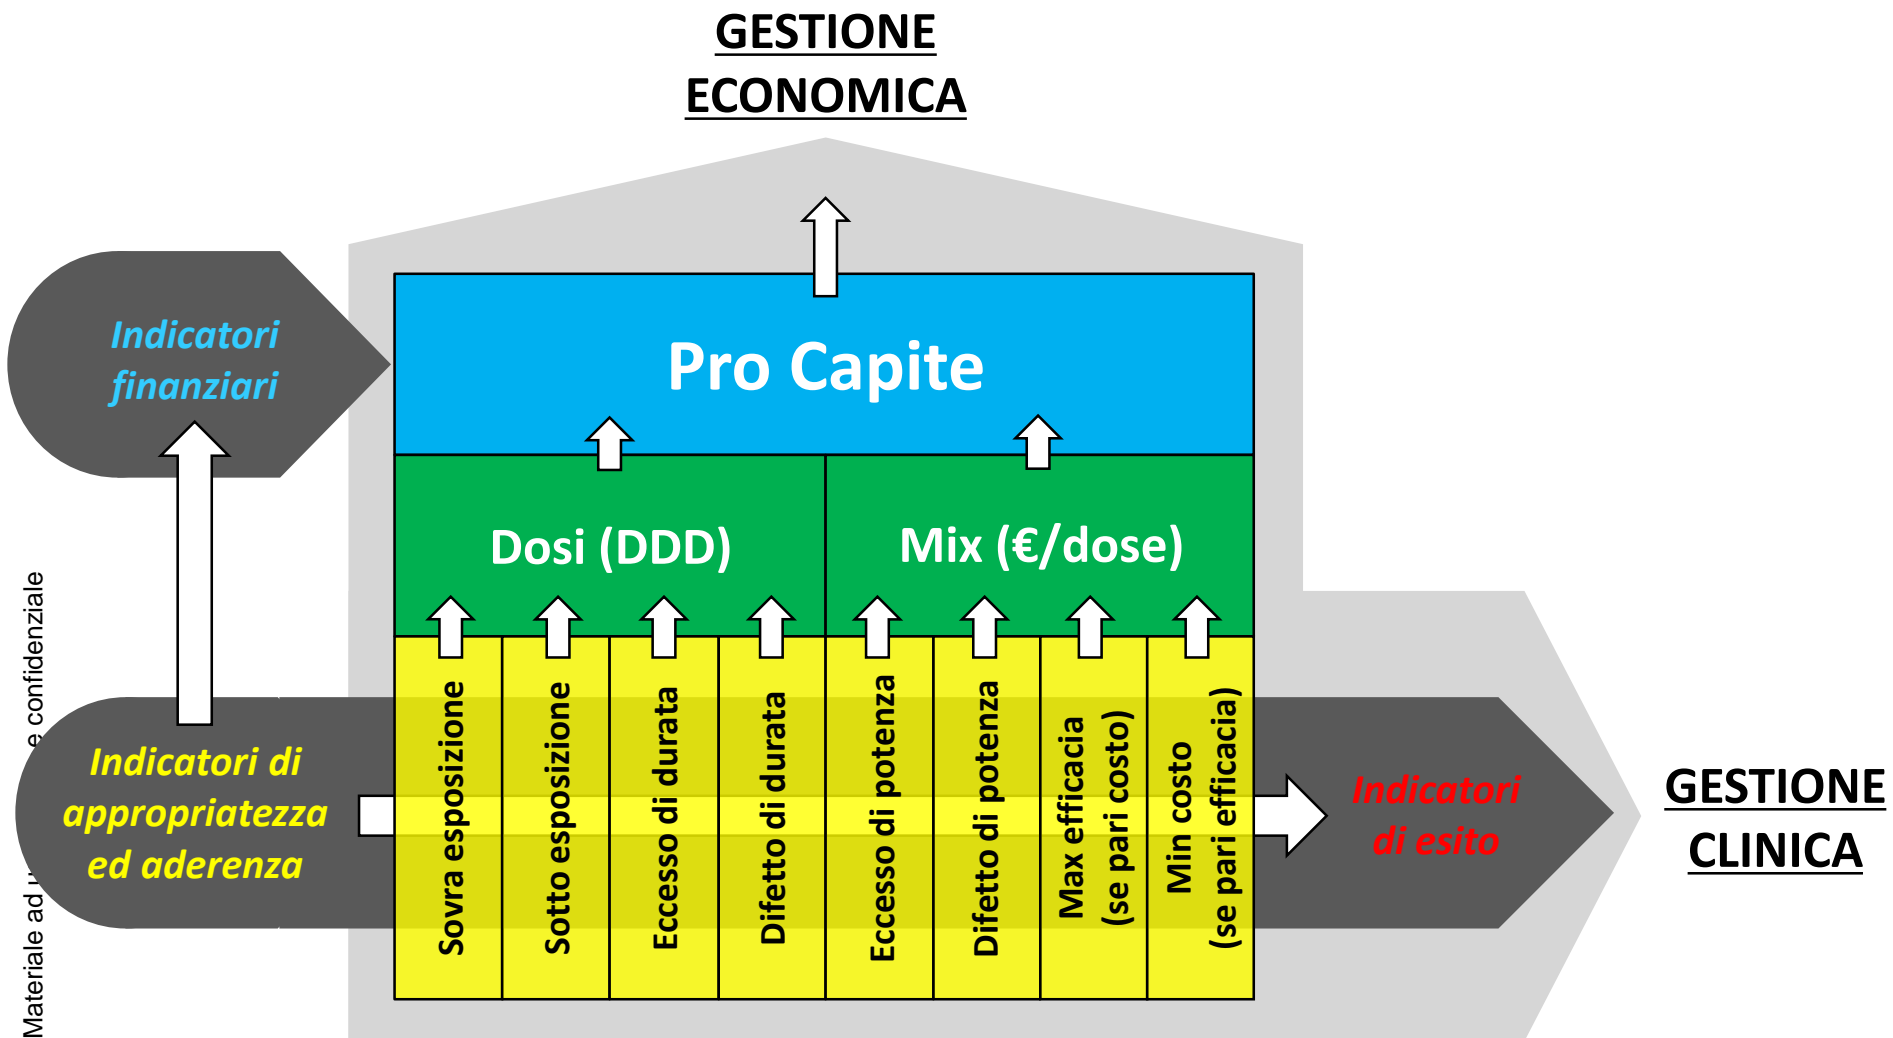 GESTIONE
ECONOMICA
Indicatori
finanziari
Pro Capite
Dosi (DDD)
Mix (€/dose)
Sovra esposizione
Sotto esposizione
Eccesso di durata
Difetto di durata
Eccesso di potenza
Difetto di potenza
Max efficacia
(se pari costo)
Min costo
(se pari efficacia)
Indicatori di
appropriatezza
ed aderenza
Indicatori
di esito
GESTIONE
CLINICA
Materiale ad e confidenziale